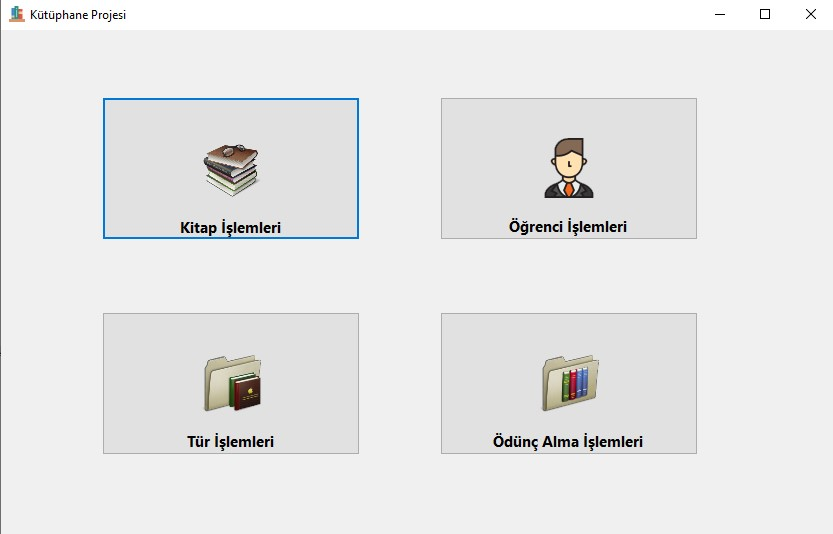 Kütüphane Projesi
Kitap İşlemleri
Öğrenci İşlemleri
Tür İşlemleri
Ödünç Alma İşlemleri